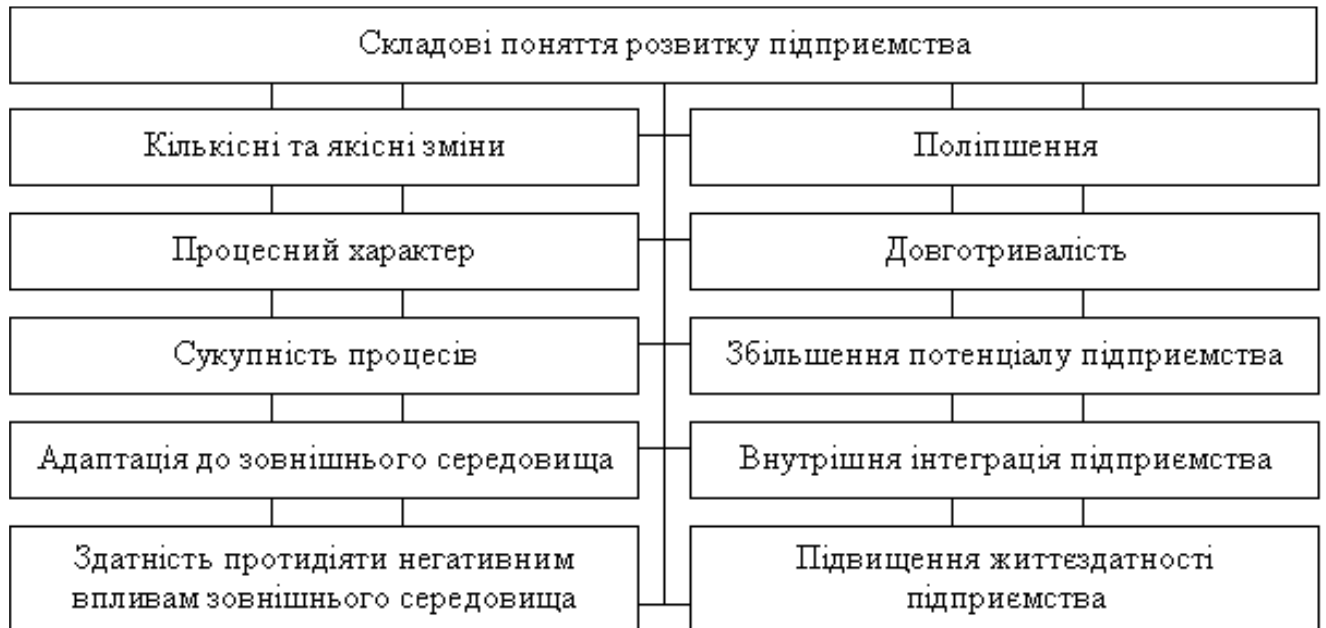 Складові поняття розвитку підприємства
Кількісні та якісні зміни
Поліпшення
Процесний характер
Довготривалість
Сукупність процесів
Збільшення потенціалу підприємства
Адаптація до зовнішнього середовища
Внутрішня інтеграція підприємства
Здатність протидіяти негативним
впливам зовнішнього середовища
Підвищення життєздатності
підприємства